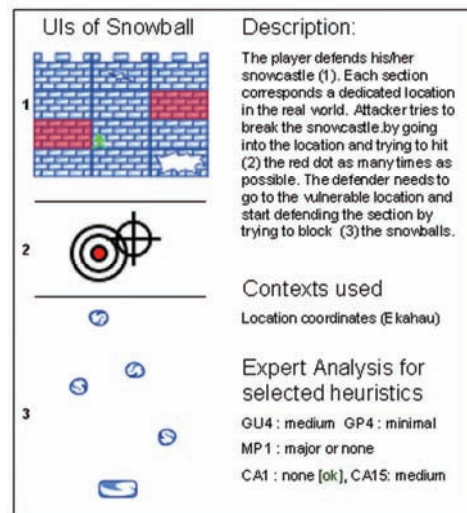 UIs of Snowball
1
2
3
Description:
The player defends his/her
snowcastle (1). Each section
corresponds a dedicated location
in the real world. Attacker tries to
break the snowcastle.by going
into the location and trying to hit
(2) the red dot as many times as
possible. The defender needs to
go to the vulnerable location and
start defending the section by
trying to block (3) the snowballs.
Contexts used
Location coordinates (Ekahau)
Expert Analysis for
selected heuristics
GU4 : medium GP4 : minimal
MP1 : major or none
CA1 : none [ok], CA15: medium